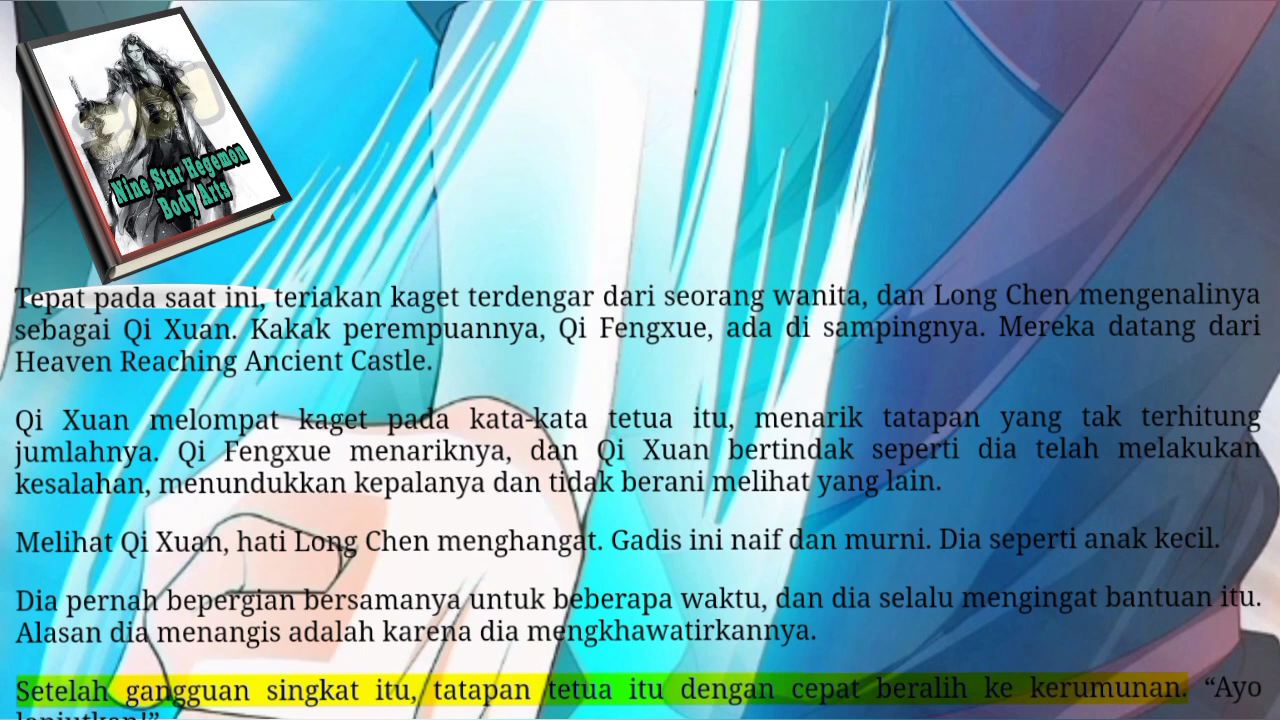 Nine Star Hegemon
Body Arts
Tepat pada saat ini, teriakan kaget terdengar dari seorang wanita, dan Long Chen mengenalinya
sebagai Qi Xuan. Kakak perempuannya, Qi Fengxue, ada di sampingnya. Mereka datang dari
Heaven Reaching Ancient Castle.
Qi Xuan melompat kaget pada kata-kata tetua itu, menarik tatapan yang tak terhitung
jumlahnya. Qi Fengxue menariknya, dan Qi Xuan bertindak seperti dia telah melakukan
kesalahan, menundukkan kepalanya dan tidak berani melihat yang lain.
Melihat Qi Xuan, hati Long Chen menghangat. Gadis ini naif dan murni. Dia seperti anak kecil.
Dia pernah bepergian bersamanya untuk beberapa waktu, dan dia selalu mengingat bantuan itu.
Alasan dia menangis adalah karena dia mengkhawatirkannya.
Setelah gangguan singkat itu, tatapan tetua itu dengan cepat beralih ke kerumunan. “Ayo
lanjutkan!”